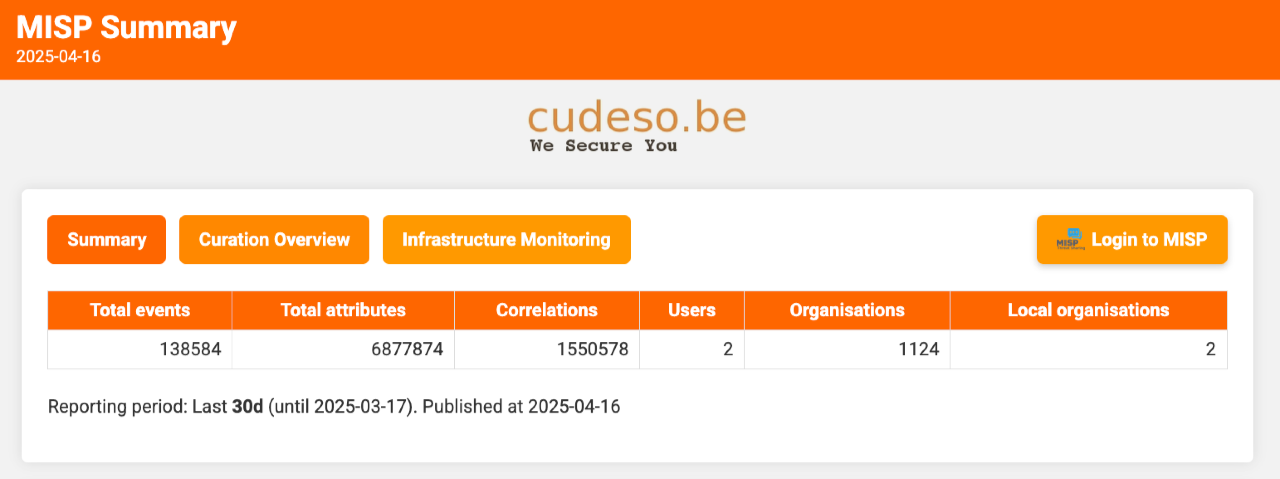 MISP Summary
2025-04-16
cudeso.be
We Secure You
Summary Curation Overview Infrastructure Monitoring Login to MISP
Total events Total attributes Correlations Users Organisations Local organisations
138584 6877874 1550578 2 1124 2
Reporting period: Last 30d (until 2025-03-17). Published at 2025-04-16